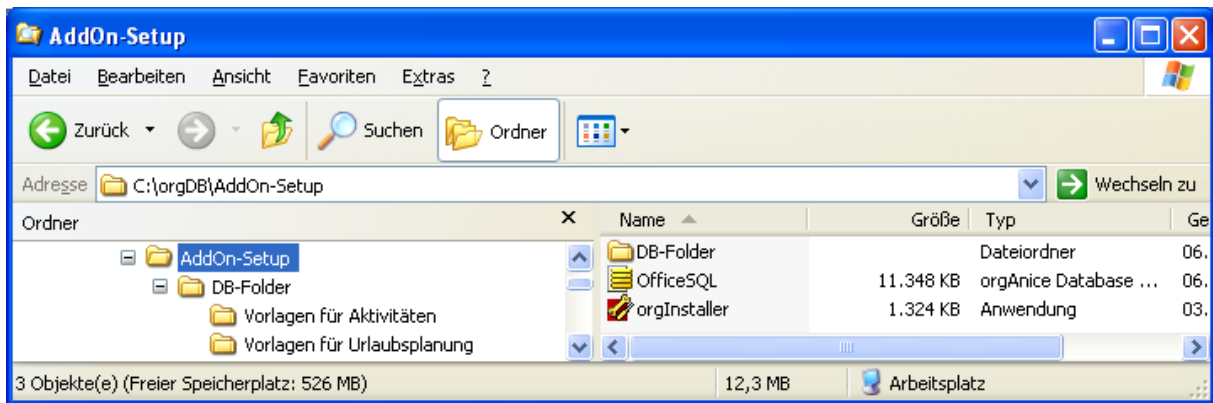 AddOn-Setup
Datei Bearbeiten Ansicht Favoriten Extras ?
Zurück Suchen Ordner
Adresse C:\orgDB\AddOn-Setup Wechseln zu
Ordner x Name Größe Typ Ge
AddOn-Setup DB-Folder Dateiordner 06.
DB-Folder OfficeSQL 11.348 KB orgAnice Database ... 06.
Vorlagen für Aktivitäten orgInstaller 1.324 KB Anwendung 03.
Vorlagen für Urlaubsplanung
3 Objekte(e) (Freier Speicherplatz: 526 MB) 12,3 MB Arbeitsplatz